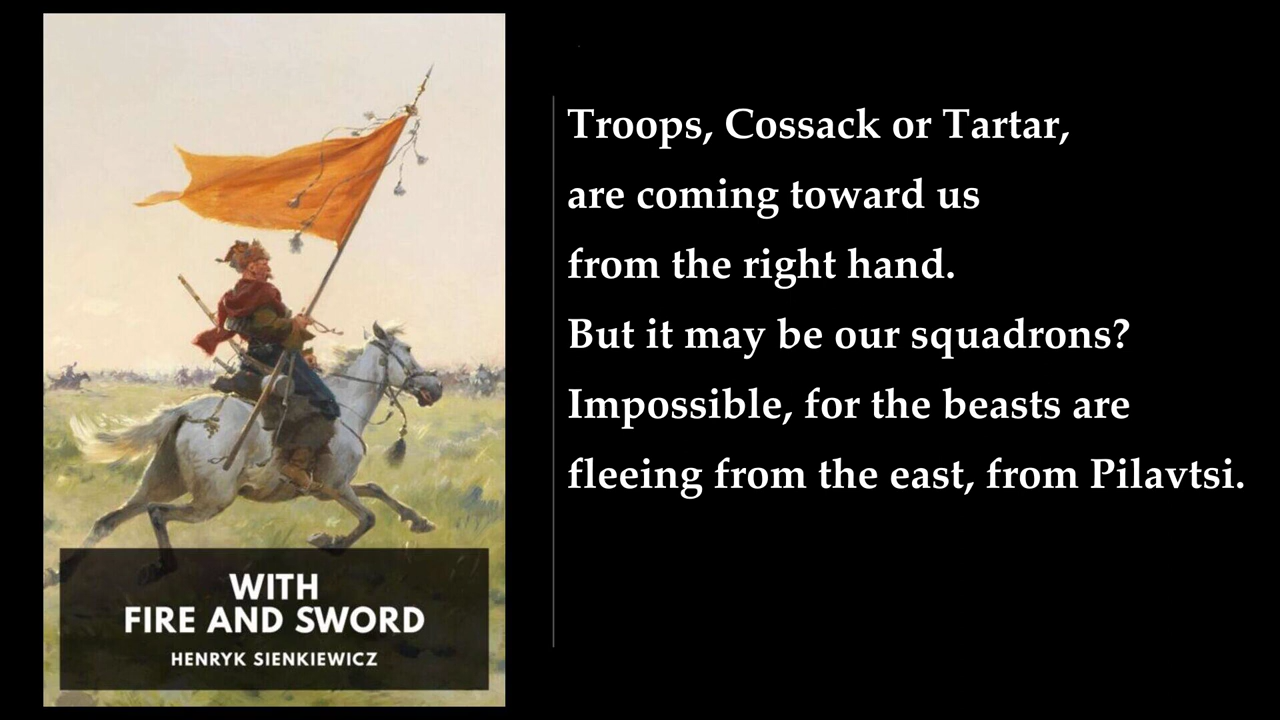 WITH
FIRE AND SWORD
HENRYK SIENKIEWICZ
Troops, Cossack or Tartar,
are coming toward us
from the right hand.
But it may be our squadrons?
Impossible, for the beasts are
fleeing from the east, from Pilavtsi.